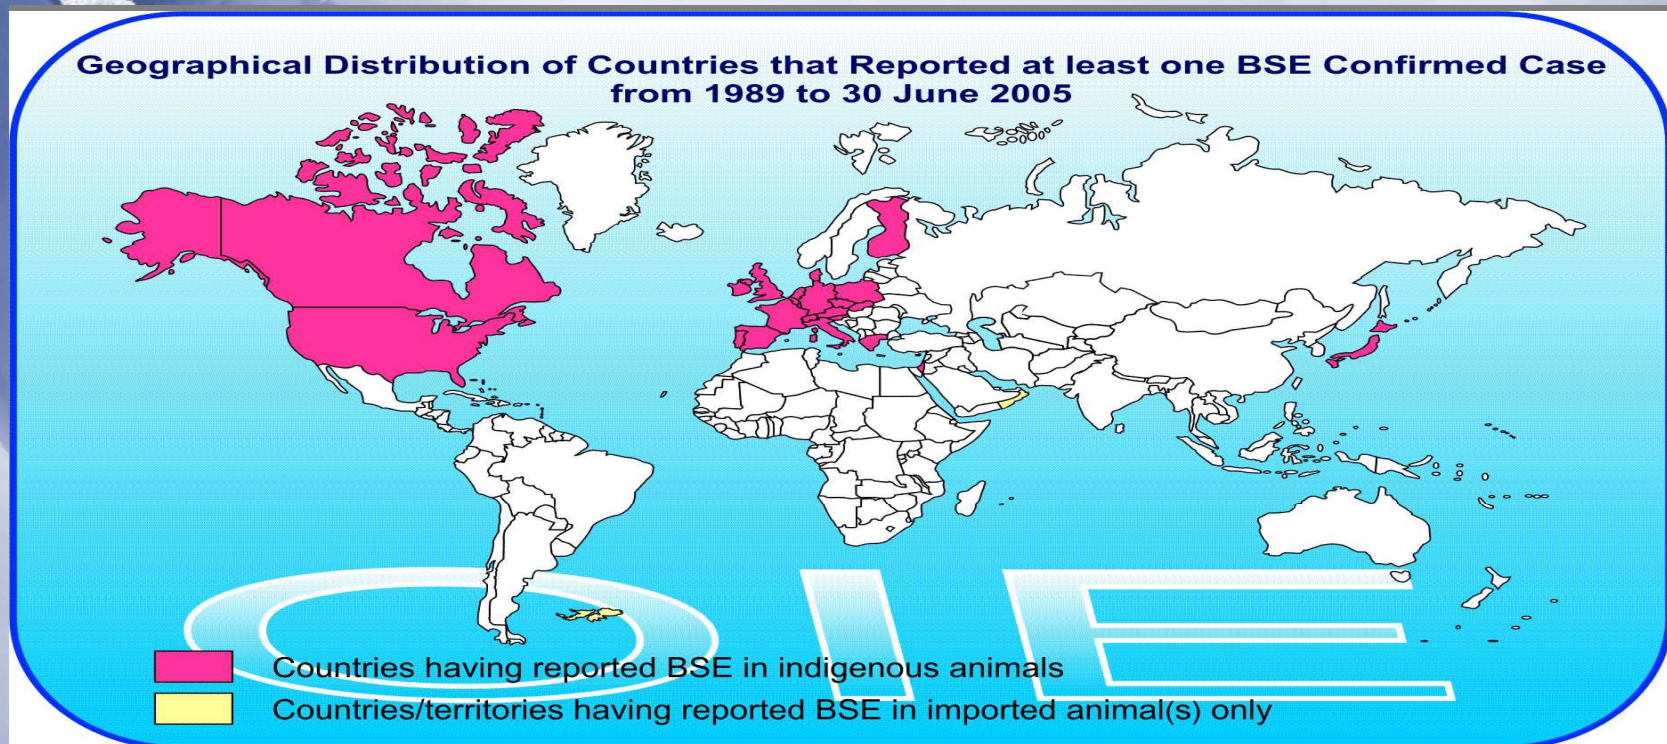 Geographical Distribution of Countries that Reported at least one BSE Confirmed Case
from 1989 to 30 June 2005
OIE
Countries having reported BSE in indigenous animals
Countries/territories having reported BSE in imported animal(s) only